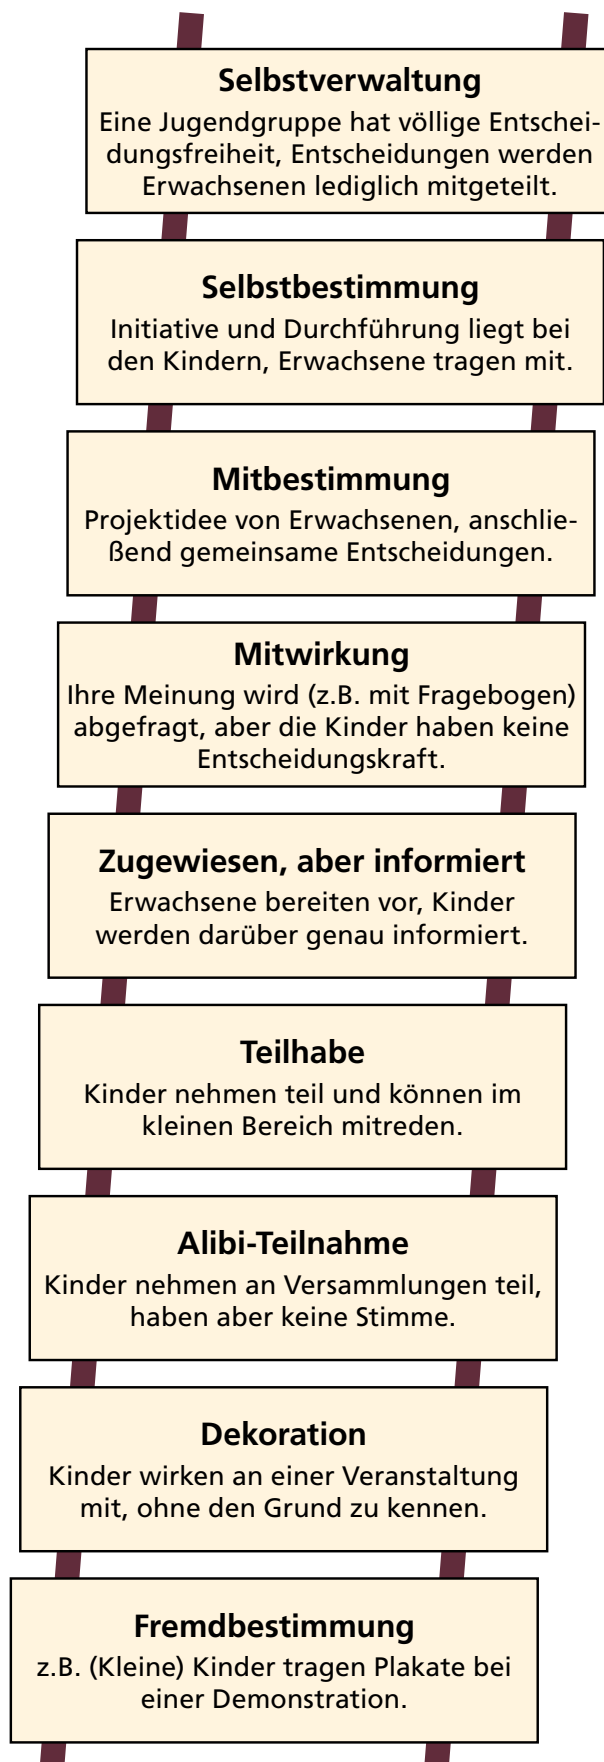 Selbstverwaltung
Eine Jugendgruppe hat völlige Entschei-
dungsfreiheit, Entscheidungen werden
Erwachsenen lediglich mitgeteilt.
Selbstbestimmung
Initiative und Durchführung liegt bei
den Kindern, Erwachsene tragen mit.
Mitbestimmung
Projektidee von Erwachsenen, anschlie-
ßend gemeinsame Entscheidungen.
Mitwirkung
Ihre Meinung wird (z.B. mit Fragebogen)
abgefragt, aber die Kinder haben keine
Entscheidungskraft.
Zugewiesen, aber informiert
Erwachsene bereiten vor, Kinder
werden darüber genau informiert.
Teilhabe
Kinder nehmen teil und können im
kleinen Bereich mitreden.
Alibi-Teilnahme
Kinder nehmen an Versammlungen teil,
haben aber keine Stimme.
Dekoration
Kinder wirken an einer Veranstaltung
mit, ohne den Grund zu kennen.
Fremdbestimmung
z.B. (Kleine) Kinder tragen Plakate bei
einer Demonstration.